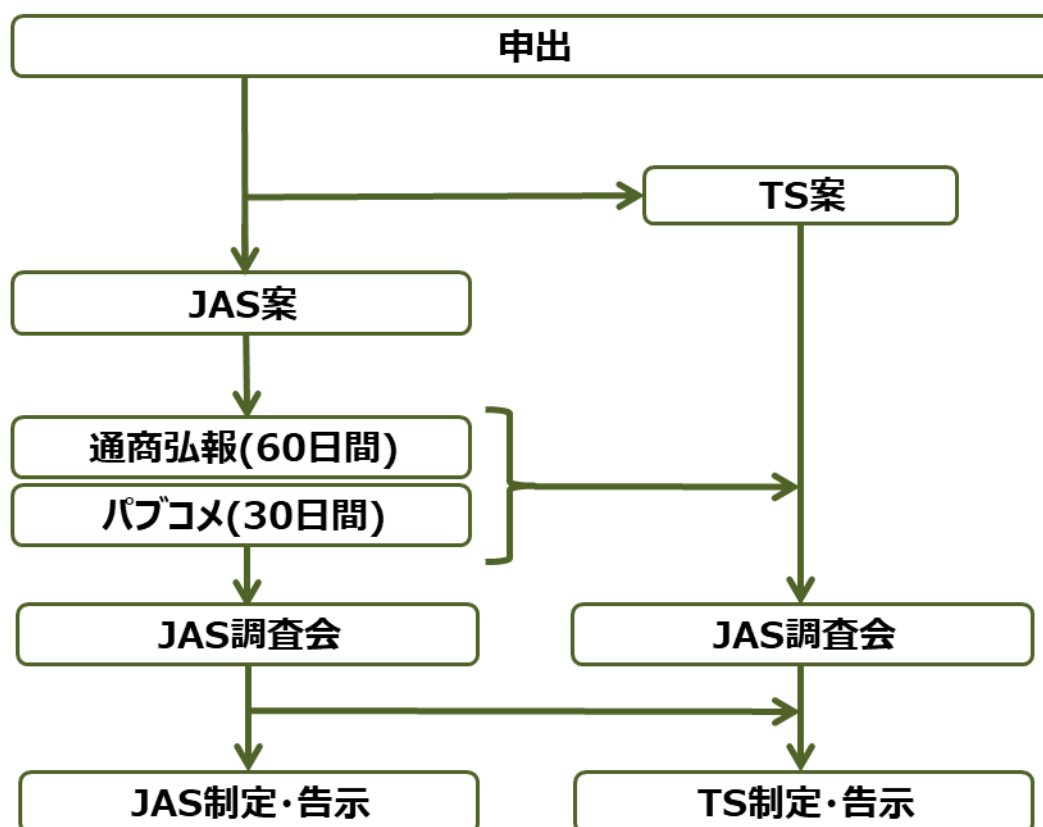 申出
TS案
JAS案
通商弘報(60日間)
パブコメ(30日間)
JAS調査会
JAS調査会
JAS制定・告示
TS制定・告示